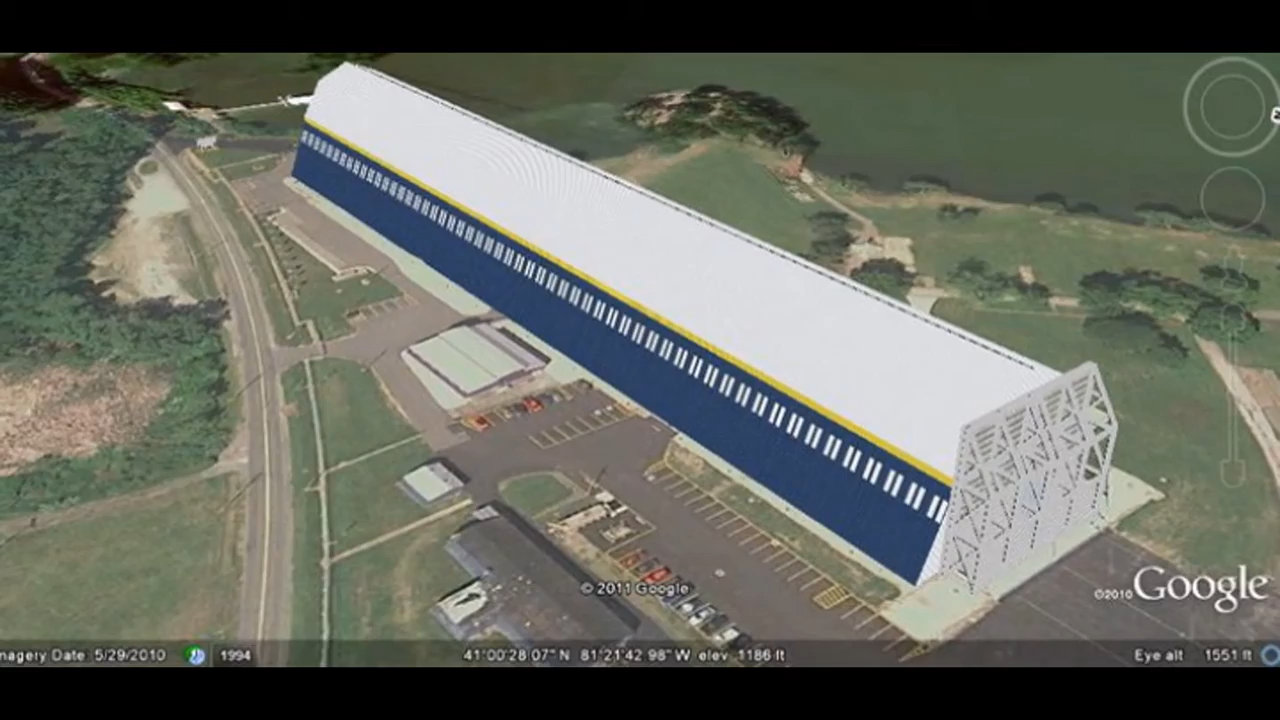 © 2011 Google
©2010 Google
magery Date: 5/29/2010 1994 41°00'28.07" N 81°21'42.98" W elev 1186 ft Eye alt 1551 ft